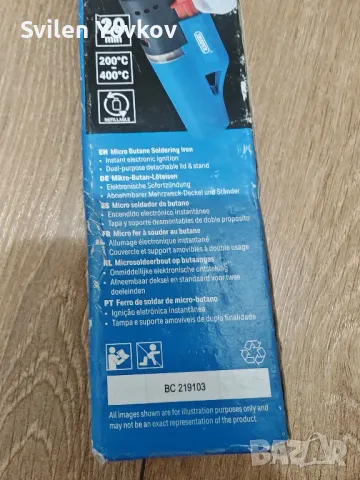 Svilen Zvylkov
20
200°C
400°C
REFILLABLE
EN Micro Butane Soldering Iron
• Instant electronic ignition
• Dual-purpose detachable lid & stand
DE Mikro-Butan-Löteisen
• Elektronische Sofortzündung
• Abnehmbarer Mehrzweck-Deckel und Ständer
ES Micro soldador de butano
• Encendido electrónico instantáneo
• Tapa y soporte desmontables de doble propósito
FR Micro fer à souder au butane
• Allumage électronique instantané
• Couvercle et support amovibles à double usage
NL Microsoldeerbout op butaangas
• Onmiddellijke elektronische ontsteking
• Afneembaar deksel en standaard voor twee
doeleinden
PT Ferro de soldar de micro-butano
• Ignição eletrónica instantânea
• Tampa e suporte amovíveis de dupla finalidade
BC 219103
All images shown are for illustration purposes only and
may not be an exact representation of the product.
BAZAR